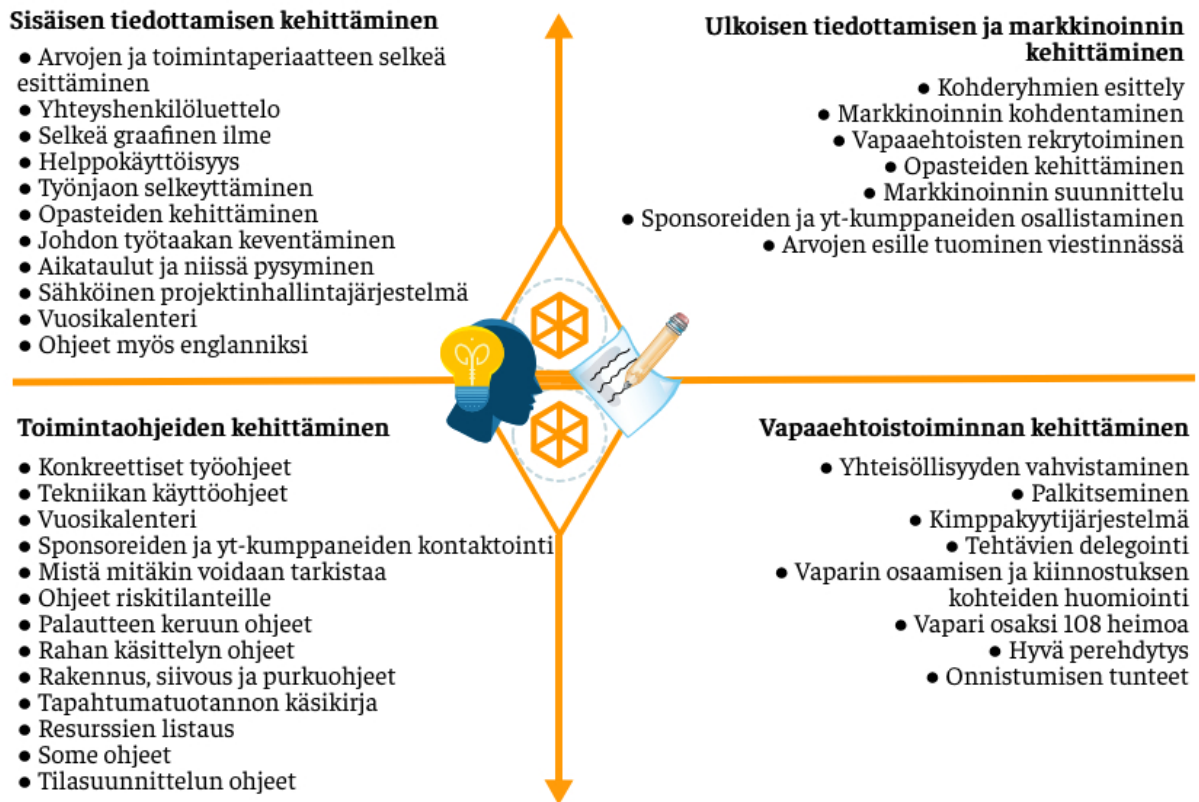 Sisäisen tiedottamisen kehittäminen
● Arvojen ja toimintaperiaatteen selkeä
esittäminen
● Yhteyshenkilöluettelo
● Selkeä graafinen ilme
● Helppokäyttöisyys
● Työnjaon selkeyttäminen
● Opasteiden kehittäminen
● Johdon työtaakan keventäminen
● Aikataulut ja niissä pysyminen
● Sähköinen projektinhallintajärjestelmä
● Vuosikalenteri
● Ohjeet myös englanniksi
Ulkoisen tiedottamisen ja markkinoinnin
kehittäminen
● Kohderyhmien esittely
● Markkinoinnin kohdentaminen
● Vapaaehtoisten rekrytoiminen
● Opasteiden kehittäminen
● Markkinoinnin suunnittelu
● Sponsoreiden ja yt-kumppaneiden osallistaminen
● Arvojen esille tuominen viestinnässä
Toimintaohjeiden kehittäminen
● Konkreettiset työohjeet
● Tekniikan käyttöohjeet
● Vuosikalenteri
● Sponsoreiden ja yt-kumppaneiden kontaktointi
● Mistä mitäkin voidaan tarkistaa
● Ohjeet riskitilanteille
● Palautteen keruun ohjeet
● Rahan käsittelyn ohjeet
● Rakennus, siivous ja purkuohjeet
● Tapahtumatuotannon käsikirja
● Resurssien listaus
● Some ohjeet
● Tilasuunnittelun ohjeet
Vapaaehtoistoiminnan kehittäminen
● Yhteisöllisyyden vahvistaminen
● Palkitseminen
● Kimppakyytijärjestelmä
● Tehtävien delegointi
● Vaparin osaamisen ja kiinnostuksen
kohteiden huomiointi
● Vapari osaksi 108 heimoa
● Hyvä perehdytys
● Onnistumisen tunteet